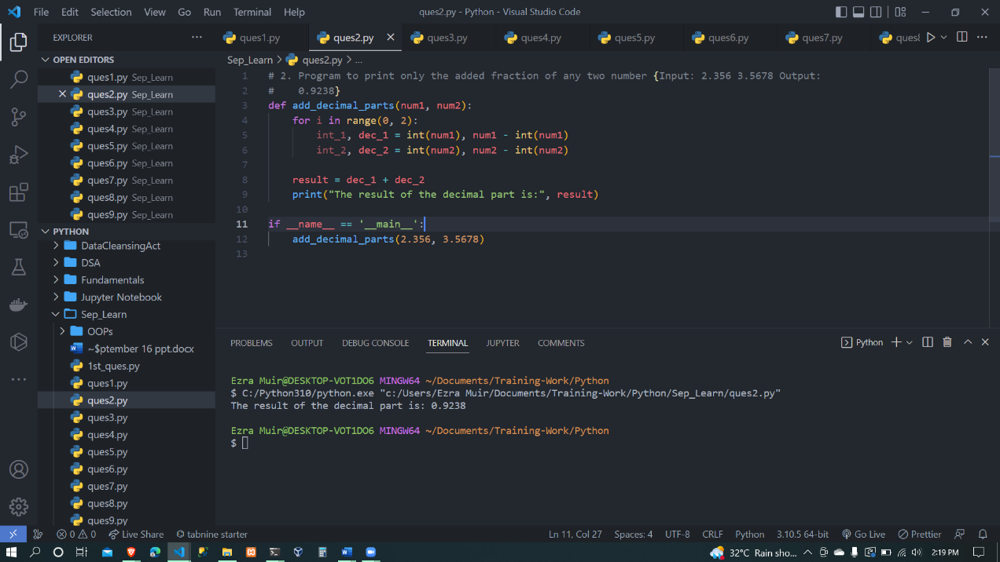 File Edit Selection View Go Run Terminal Help ques2.py - Python - Visual Studio Code
EXPLORER ... ques1.py ques2.py ques3.py ques4.py ques5.py ques6.py ques7.py ques8 ...
OPEN EDITORS
ques1.py Sep_Learn
ques2.py Sep_Learn
ques3.py Sep_Learn
ques4.py Sep_Learn
ques5.py Sep_Learn
ques6.py Sep_Learn
ques7.py Sep_Learn
ques8.py Sep_Learn
ques9.py Sep_Learn
PYTHON
DataCleansingAct
DSA
Fundamentals
Jupyter Notebook
Sep_Learn
OOPs
~$ptember 16 ppt.docx
1st_ques.py
ques1.py
ques2.py
ques3.py
ques4.py
ques5.py
ques6.py
ques7.py
ques8.py
ques9.py
Sep_Learn > ques2.py > ...
1 # 2. Program to print only the added fraction of any two number {Input: 2.356 3.5678 Output:
2 #    0.9238}
3 def add_decimal_parts(num1, num2):
4     for i in range(0, 2):
5         int_1, dec_1 = int(num1), num1 - int(num1)
6         int_2, dec_2 = int(num2), num2 - int(num2)
7
8     result = dec_1 + dec_2
9     print("The result of the decimal part is:", result)
10
11 if __name__ == '__main__':
12     add_decimal_parts(2.356, 3.5678)
13
PROBLEMS OUTPUT DEBUG CONSOLE TERMINAL JUPYTER COMMENTS Python
Ezra Muir@DESKTOP-VOT1DO6 MINGW64 ~/Documents/Training-Work/Python
$ C:/Python310/python.exe "c:/Users/Ezra Muir/Documents/Training-Work/Python/Sep_Learn/ques2.py"
The result of the decimal part is: 0.9238
Ezra Muir@DESKTOP-VOT1DO6 MINGW64 ~/Documents/Training-Work/Python
$
0 0 Live Share tabnine starter Ln 11, Col 27 Spaces: 4 UTF-8 CRLF Python 3.10.5 64-bit Go Live Prettier
32°C Rain sho... 2:19 PM